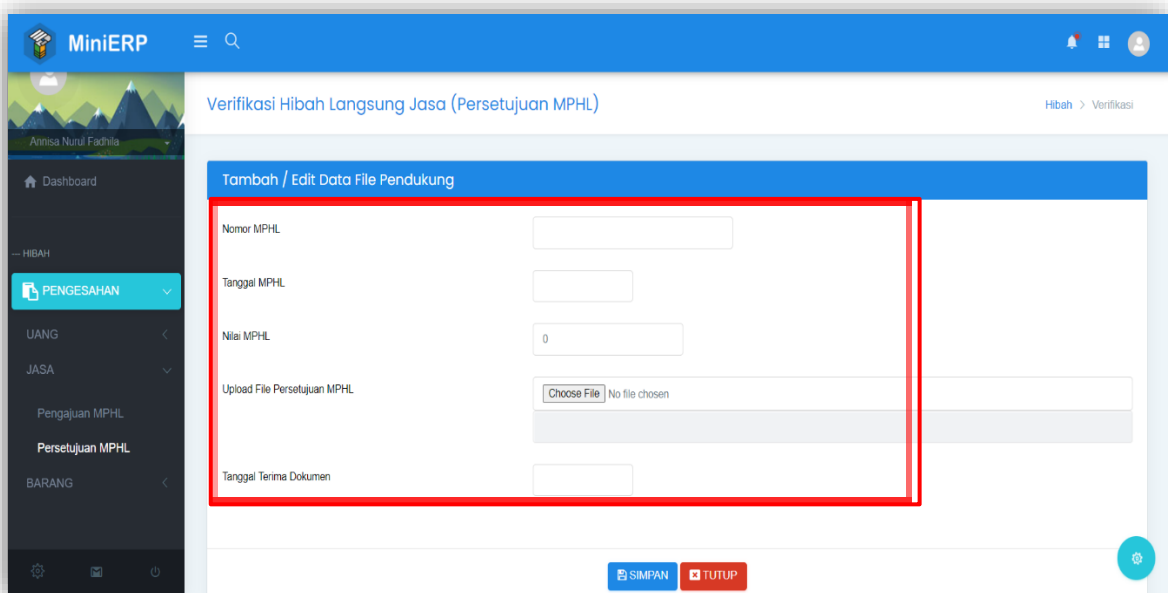 MiniERP
Annisa Nurul Fadhila
Dashboard
--- HIBAH
PENGESAHAN
UANG
JASA
Pengajuan MPHL
Persetujuan MPHL
BARANG
Verifikasi Hibah Langsung Jasa (Persetujuan MPHL)
Hibah > Verifikasi
Tambah / Edit Data File Pendukung
Nomor MPHL
Tanggal MPHL
Nilai MPHL
0
Upload File Persetujuan MPHL
Choose File No file chosen
Tanggal Terima Dokumen
SIMPAN
TUTUP